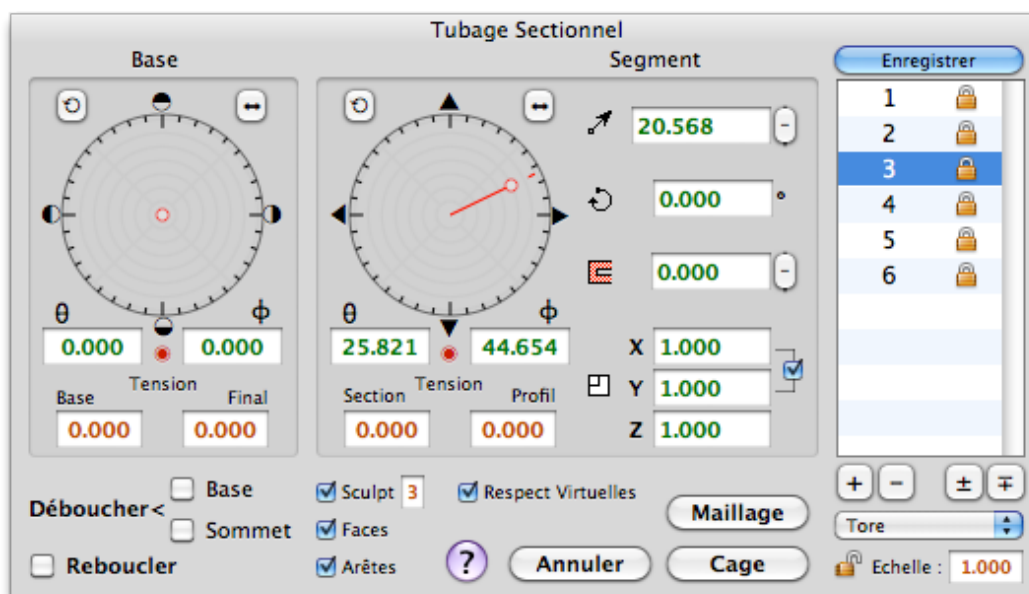 Tubage Sectionnel
Base
Segment
Enregistrer
20.568
0.000 °
0.000
θ φ
0.000 0.000
Tension
Base Final
0.000 0.000
θ φ
25.821 44.654
Tension
Section Profil
0.000 0.000
X 1.000
Y 1.000
Z 1.000
1
2
3
4
5
6
+ - ± ∓
Déboucher<
Base
Sommet
Reboucler
Sculpt 3
Faces
Arêtes
Respect Virtuelles
?
Annuler
Maillage
Cage
Tore
Echelle : 1.000